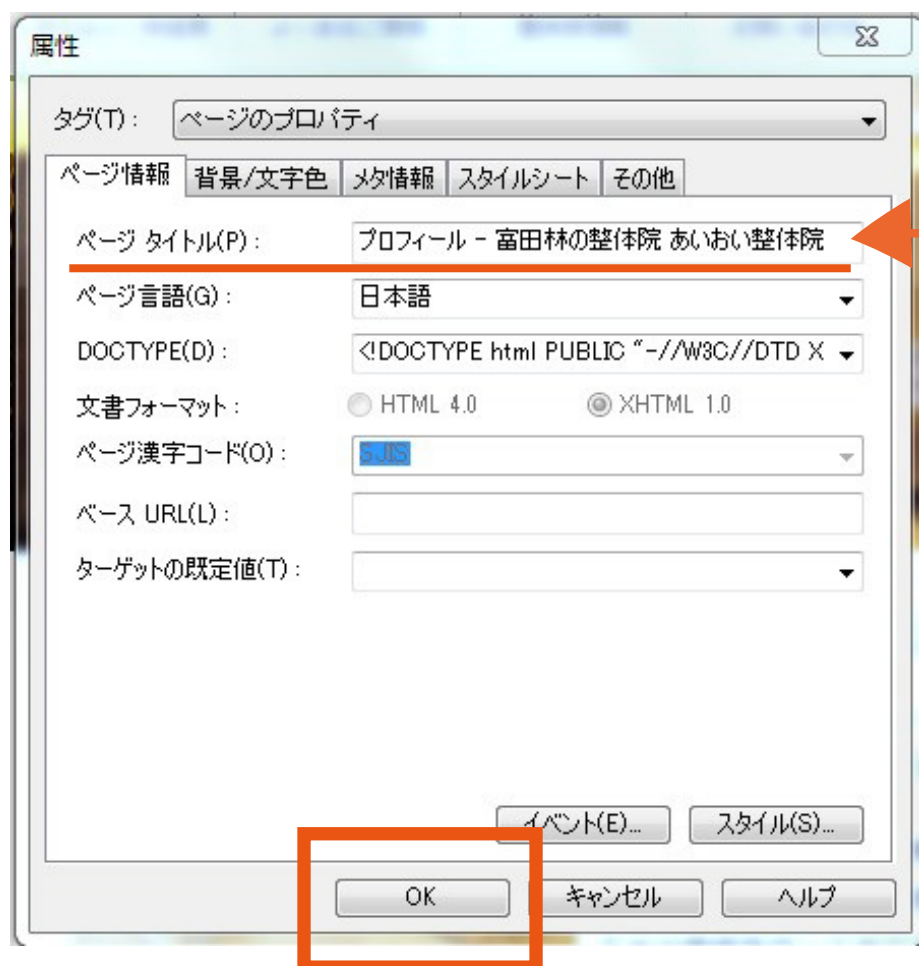 属性
タグ(T): ページのプロパティ
ページ情報 背景/文字色 メタ情報 スタイルシート その他
ページ タイトル(P): プロフィール - 富田林の整体院 あいおい整体院
ページ言語(G): 日本語
DOCTYPE(D): <!DOCTYPE html PUBLIC "-//W3C//DTD X
文書フォーマット: HTML 4.0 XHTML 1.0
ページ漢字コード(O): SJIS
ベース URL(L):
ターゲットの既定値(T):
イベント(E)... スタイル(S)...
OK キャンセル ヘルプ